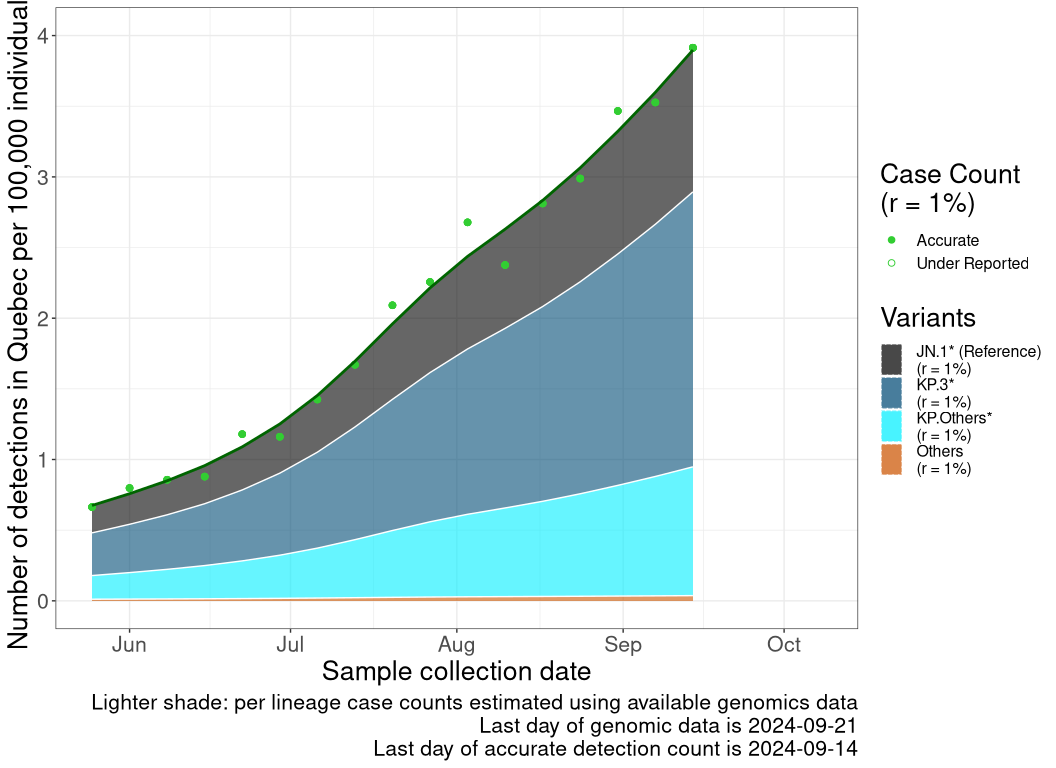 Number of detections in Quebec per 100,000 individual
4
3
2
1
0
Jun
Jul
Aug
Sep
Oct
Sample collection date
Lighter shade: per lineage case counts estimated using available genomics data
Last day of genomic data is 2024-09-21
Last day of accurate detection count is 2024-09-14
Case Count
(r = 1%)
Accurate
Under Reported
Variants
JN.1* (Reference)
(r = 1%)
KP.3*
(r = 1%)
KP.Others*
(r = 1%)
Others
(r = 1%)